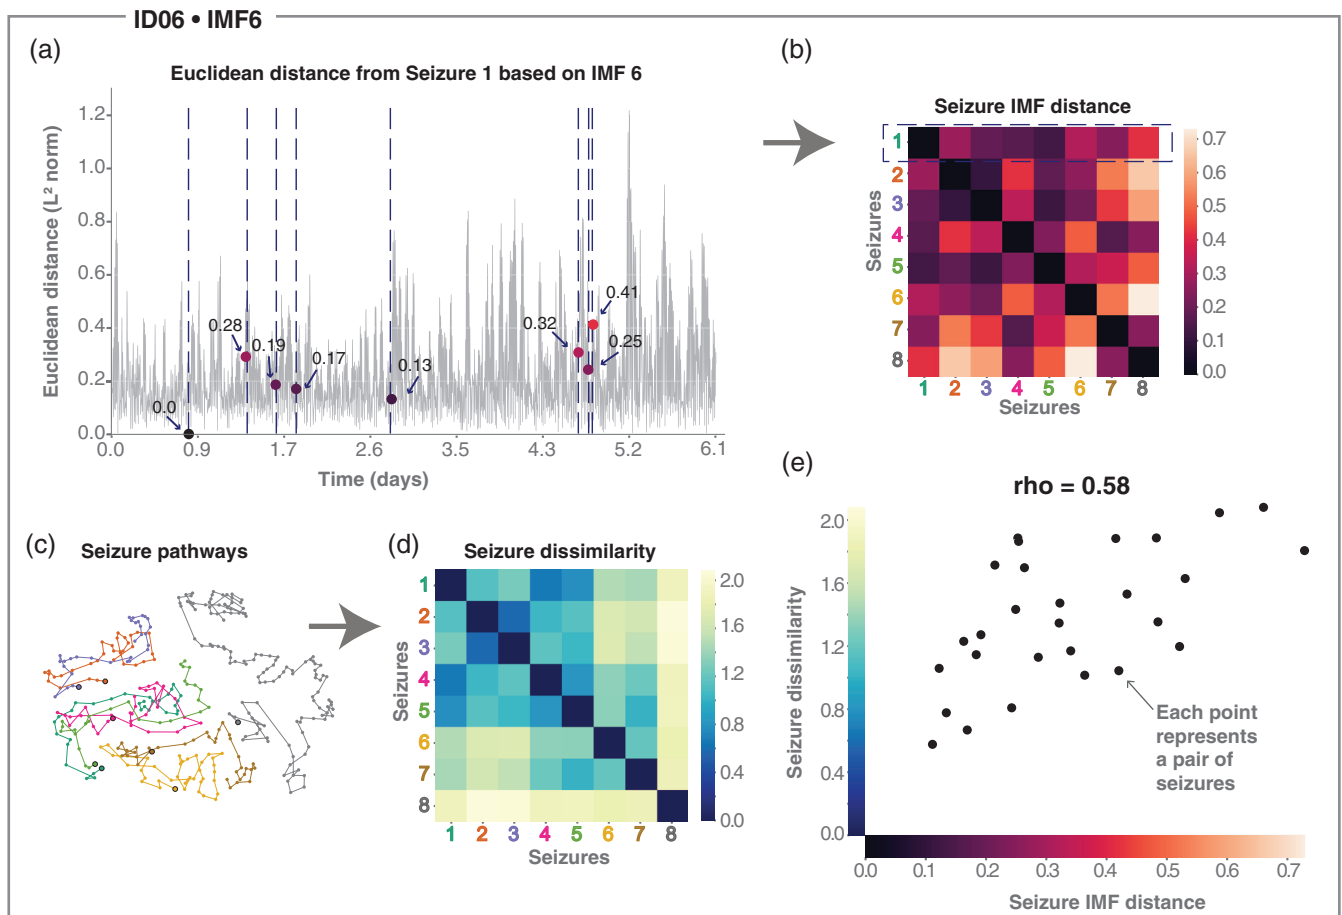 ID06 • IMF6
(a)
Euclidean distance from Seizure 1 based on IMF 6
Euclidean distance (L² norm)
1.2
1.0
0.8
0.6
0.4
0.2
0.0
0.0
0.28
0.19
0.17
0.13
0.32
0.41
0.25
0.0 0.9 1.7 2.6 3.5 4.3 5.2 6.1
Time (days)
(b)
Seizure IMF distance
Seizures
1
2
3
4
5
6
7
8
1 2 3 4 5 6 7 8
Seizures
0.7
0.6
0.5
0.4
0.3
0.2
0.1
0.0
(c)
Seizure pathways
(d)
Seizure dissimilarity
Seizures
1
2
3
4
5
6
7
8
1 2 3 4 5 6 7 8
Seizures
2.0
1.6
1.2
0.8
0.4
0.0
(e)
rho = 0.58
Seizure dissimilarity
2.0
1.6
1.2
0.8
0.4
0.0
Each point
represents
a pair of
seizures
0.0 0.1 0.2 0.3 0.4 0.5 0.6 0.7
Seizure IMF distance